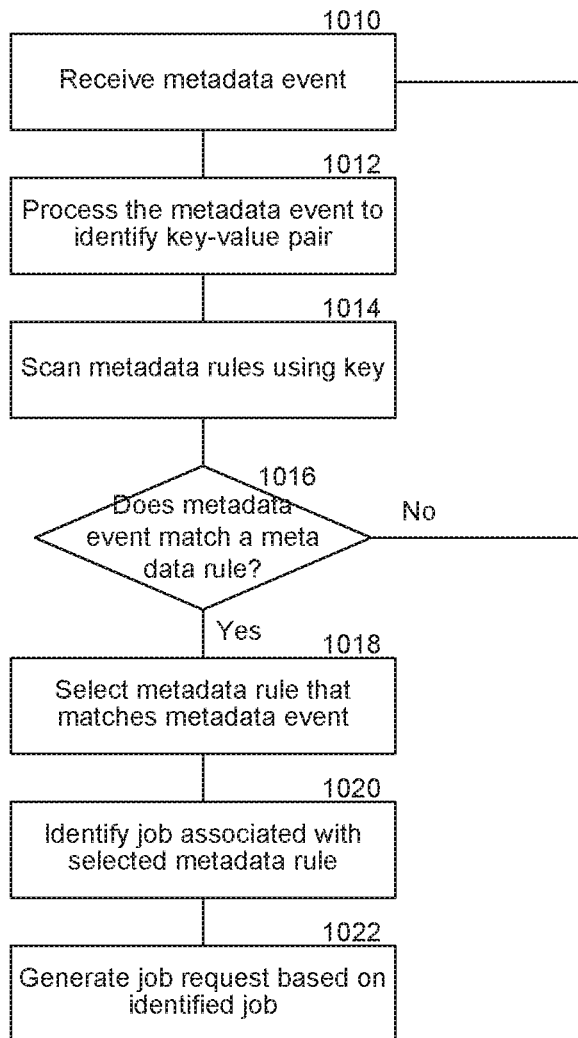 1010
Receive metadata event
1012
Process the metadata event to
identify key-value pair
1014
Scan metadata rules using key
1016
Does metadata
event match a meta
data rule?
No
Yes
1018
Select metadata rule that
matches metadata event
1020
Identify job associated with
selected metadata rule
1022
Generate job request based on
identified job